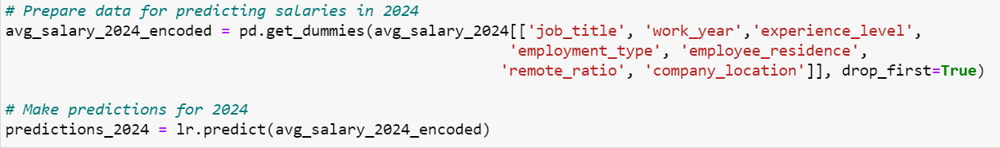 # Prepare data for predicting salaries in 2024
avg_salary_2024_encoded = pd.get_dummies(avg_salary_2024[['job_title', 'work_year','experience_level',
'employment_type', 'employee_residence',
'remote_ratio', 'company_location']], drop_first=True)
# Make predictions for 2024
predictions_2024 = lr.predict(avg_salary_2024_encoded)